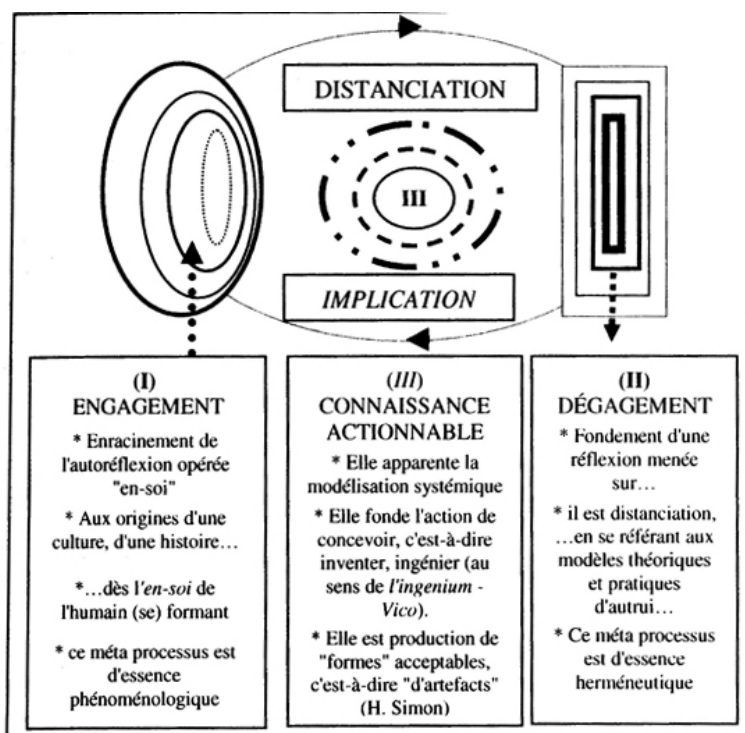 DISTANCIATION
III
IMPLICATION
(I)
ENGAGEMENT
* Enracinement de
l'autoréflexion opérée
"en-soi"
* Aux origines d'une
culture, d'une histoire…
*…dès l'en-soi de
l'humain (se) formant
* ce méta processus est
d'essence
phénoménologique
(III)
CONNAISSANCE
ACTIONNABLE
* Elle apparente la
modélisation systémique
* Elle fonde l'action de
concevoir, c'est-à-dire
inventer, ingénier (au
sens de l'ingenium -
Vico).
* Elle est production de
"formes" acceptables,
c'est-à-dire "d'artefacts"
(H. Simon)
(II)
DÉGAGEMENT
* Fondement d'une
réflexion menée
sur…
* il est distanciation,
…en se référant aux
modèles théoriques
et pratiques
d'autrui…
* Ce méta processus
est d'essence
herméneutique